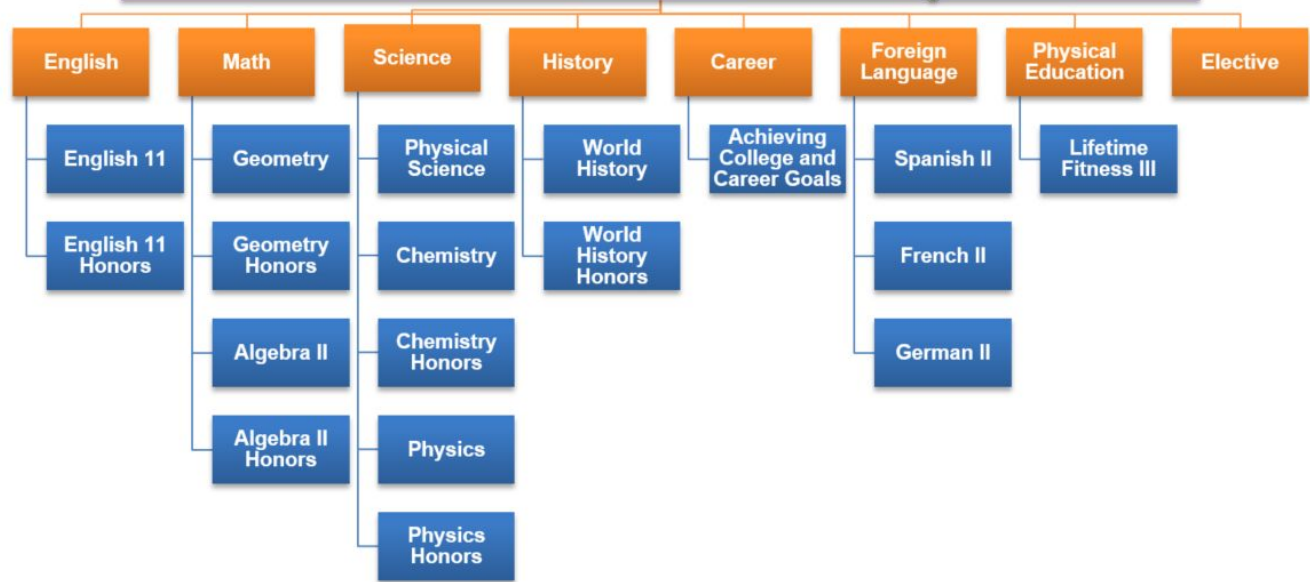 English
Math
Science
History
Career
Foreign
Language
Physical
Education
Elective
English 11
English 11
Honors
Geometry
Geometry
Honors
Algebra II
Algebra II
Honors
Physical
Science
Chemistry
Chemistry
Honors
Physics
Physics
Honors
World
History
World
History
Honors
Achieving
College and
Career Goals
Spanish II
French II
German II
Lifetime
Fitness III